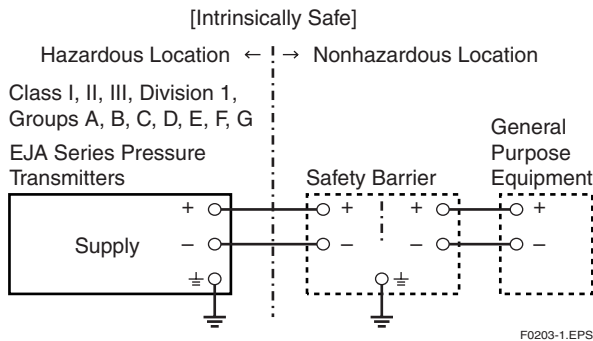 [Intrinsically Safe]
Hazardous Location ← → Nonhazardous Location
Class I, II, III, Division 1,
Groups A, B, C, D, E, F, G
EJA Series Pressure
Transmitters
Safety Barrier
General
Purpose
Equipment
+ + + +
Supply
– – – –
F0203-1.EPS